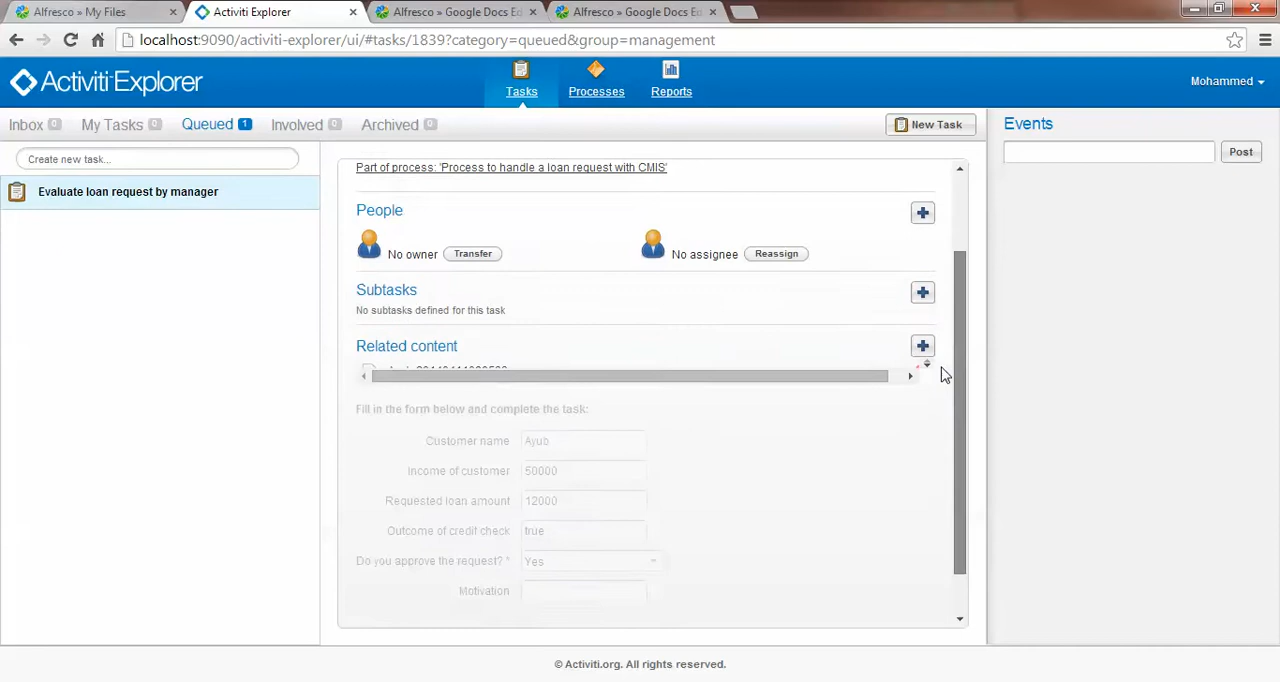 Alfresco » My Files
Activiti Explorer
Alfresco » Google Docs Ed
Alfresco » Google Docs Ed
localhost:9090/activiti-explorer/ui/#tasks/1839?category=queued&group=management
Activiti Explorer
Tasks
Processes
Reports
Mohammed
Inbox 0
My Tasks 0
Queued 1
Involved 0
Archived 0
New Task
Events
Create new task...
Post
Evaluate loan request by manager
Part of process: 'Process to handle a loan request with CMIS'
People
No owner Transfer
No assignee Reassign
Subtasks
No subtasks defined for this task
Related content
Fill in the form below and complete the task:
Customer name Ayub
Income of customer 50000
Requested loan amount 12000
Outcome of credit check true
Do you approve the request? * Yes
Motivation
© Activiti.org. All rights reserved.